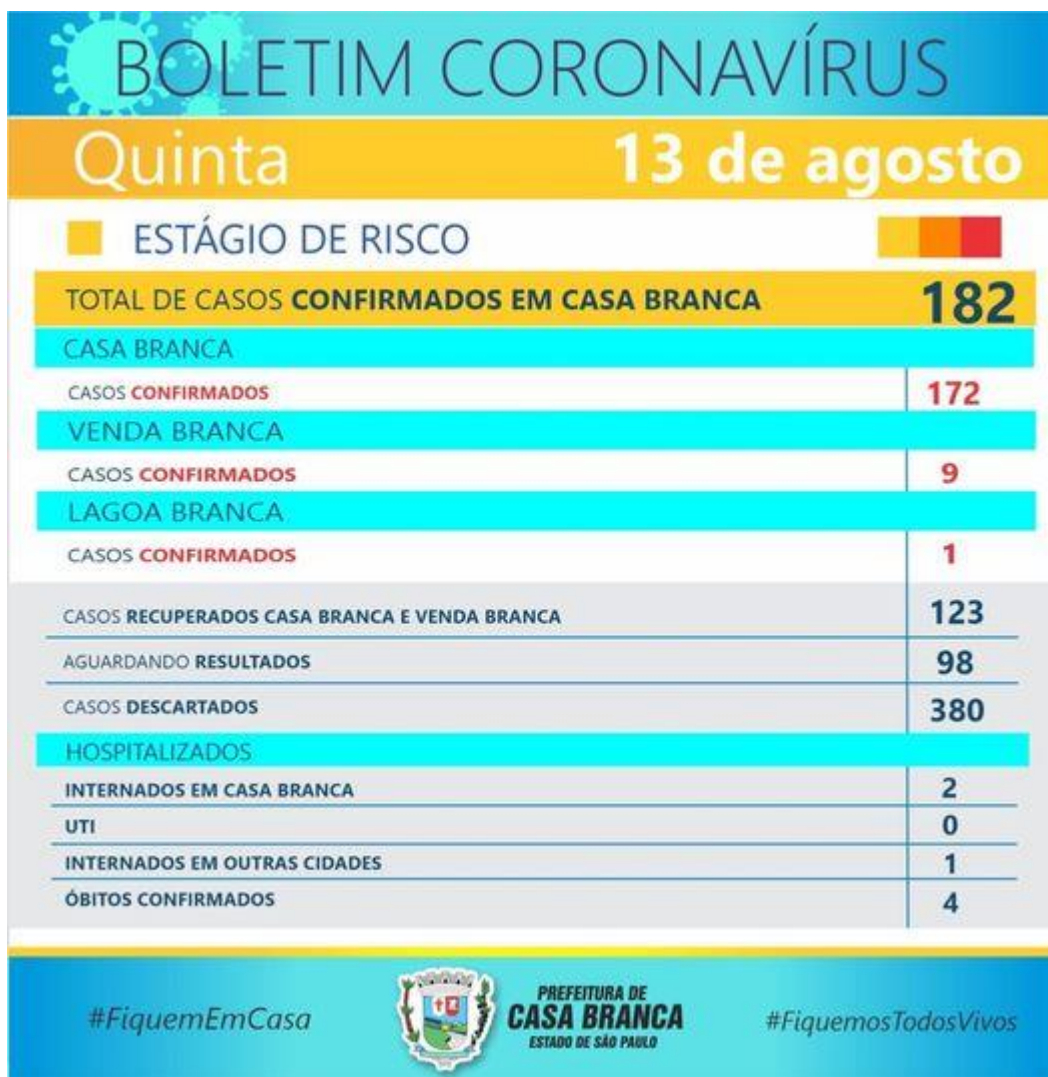 BOLETIM CORONAVÍRUS
Quinta 13 de agosto
ESTÁGIO DE RISCO
TOTAL DE CASOS CONFIRMADOS EM CASA BRANCA 182
CASA BRANCA
CASOS CONFIRMADOS 172
VENDA BRANCA
CASOS CONFIRMADOS 9
LAGOA BRANCA
CASOS CONFIRMADOS 1
CASOS RECUPERADOS CASA BRANCA E VENDA BRANCA 123
AGUARDANDO RESULTADOS 98
CASOS DESCARTADOS 380
HOSPITALIZADOS
INTERNADOS EM CASA BRANCA 2
UTI 0
INTERNADOS EM OUTRAS CIDADES 1
ÓBITOS CONFIRMADOS 4
#FiquemEmCasa
PREFEITURA DE
CASA BRANCA
ESTADO DE SÃO PAULO
#FiquemosTodosVivos